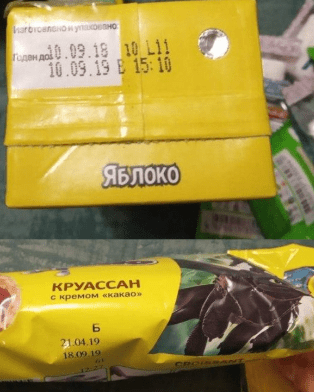 Изготовлено и упаковано:
10.09.18 10 L11
Годен до: 10.09.19 В 15:10
ЯБЛОКО
КРУАССАН
с кремом «какао»
Б
21.04.19
18.09.19